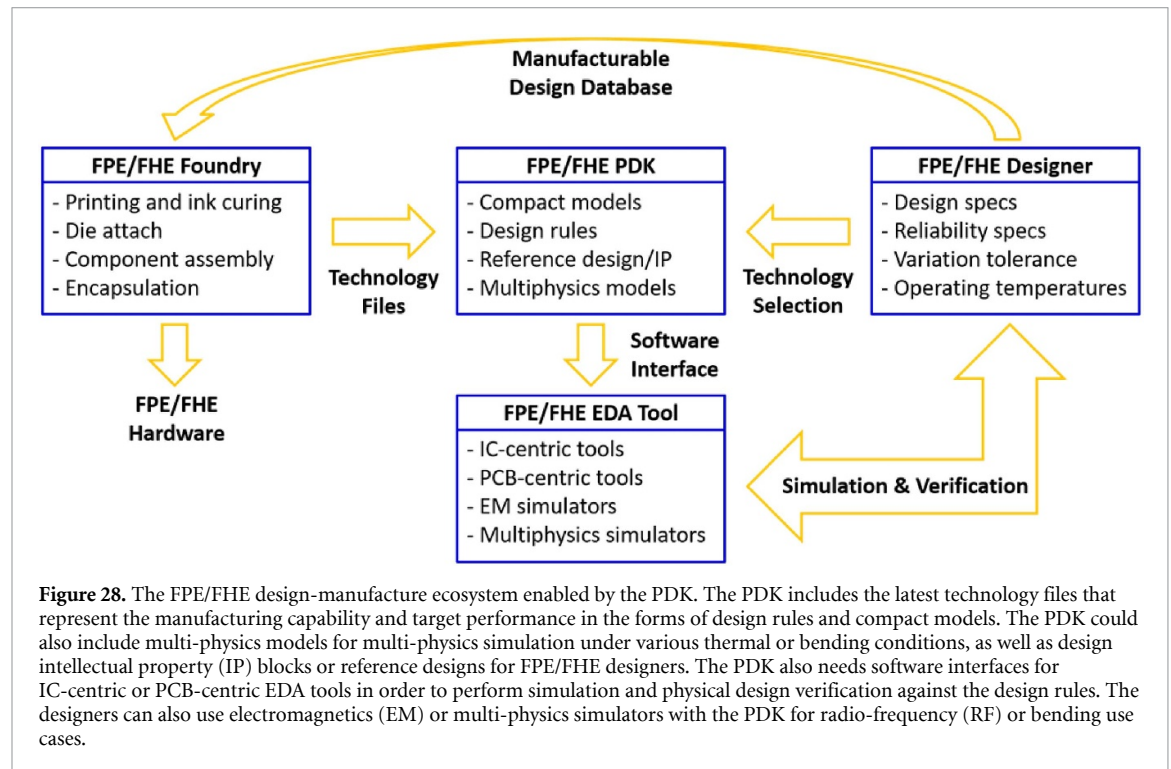 Manufacturable
Design Database
FPE/FHE Foundry
- Printing and ink curing
- Die attach
- Component assembly
- Encapsulation
Technology
Files
FPE/FHE PDK
- Compact models
- Design rules
- Reference design/IP
- Multiphysics models
Technology
Selection
FPE/FHE Designer
- Design specs
- Reliability specs
- Variation tolerance
- Operating temperatures
FPE/FHE
Hardware
Software
Interface
FPE/FHE EDA Tool
- IC-centric tools
- PCB-centric tools
- EM simulators
- Multiphysics simulators
Simulation & Verification
Figure 28. The FPE/FHE design-manufacture ecosystem enabled by the PDK. The PDK includes the latest technology files that
represent the manufacturing capability and target performance in the forms of design rules and compact models. The PDK could
also include multi-physics models for multi-physics simulation under various thermal or bending conditions, as well as design
intellectual property (IP) blocks or reference designs for FPE/FHE designers. The PDK also needs software interfaces for
IC-centric or PCB-centric EDA tools in order to perform simulation and physical design verification against the design rules. The
designers can also use electromagnetics (EM) or multi-physics simulators with the PDK for radio-frequency (RF) or bending use
cases.